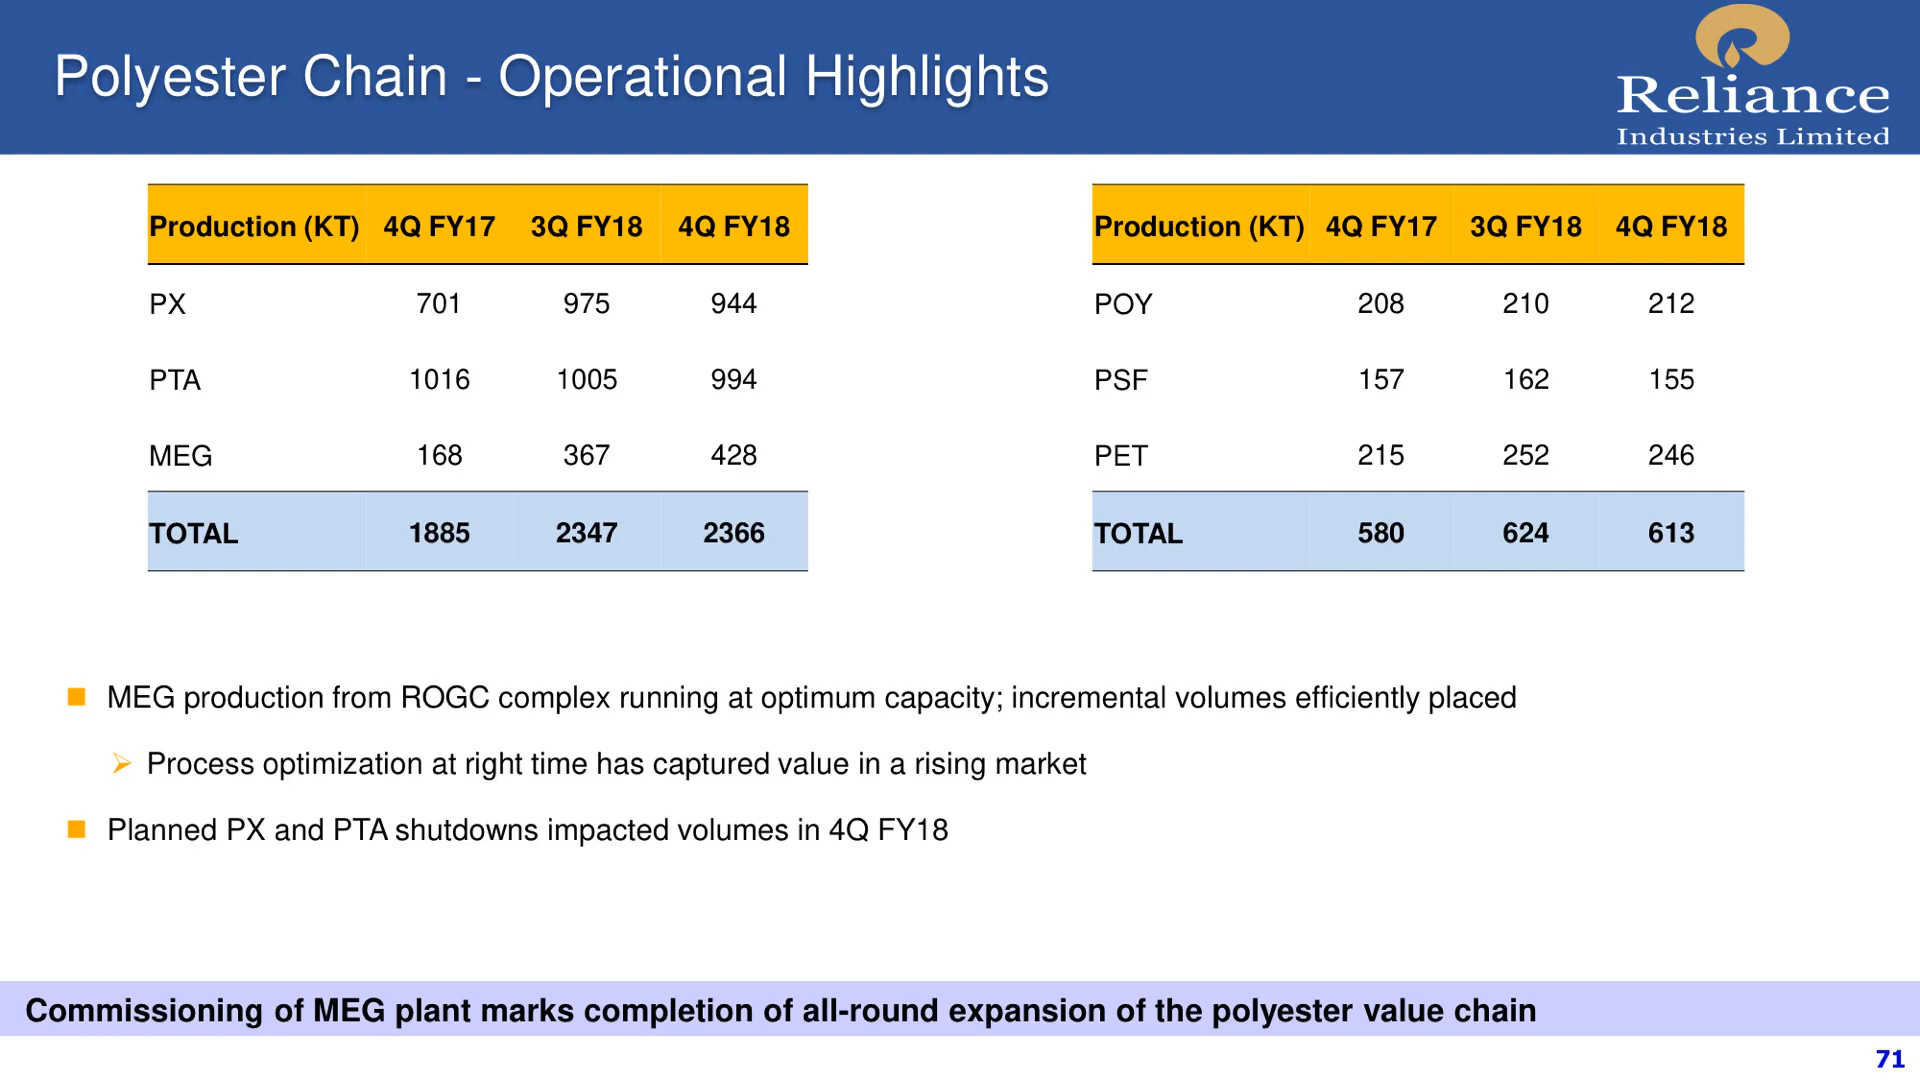 Polyester Chain - Operational Highlights
Reliance
Industries Limited
Production (KT) 4Q FY17 3Q FY18 4Q FY18
PX 701 975 944
PTA 1016 1005 994
MEG 168 367 428
TOTAL 1885 2347 2366
Production (KT) 4Q FY17 3Q FY18 4Q FY18
POY 208 210 212
PSF 157 162 155
PET 215 252 246
TOTAL 580 624 613
MEG production from ROGC complex running at optimum capacity; incremental volumes efficiently placed
Process optimization at right time has captured value in a rising market
Planned PX and PTA shutdowns impacted volumes in 4Q FY18
Commissioning of MEG plant marks completion of all-round expansion of the polyester value chain
71